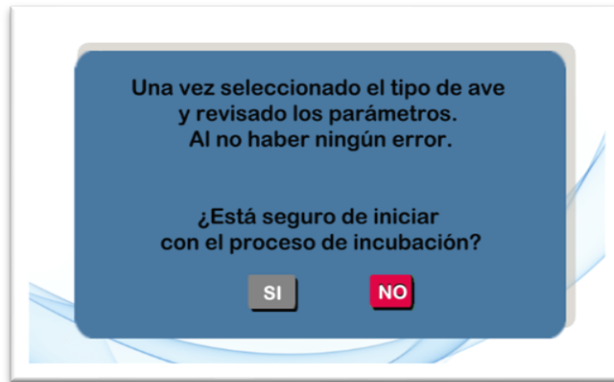 Una vez seleccionado el tipo de ave
y revisado los parámetros.
Al no haber ningún error.
¿Está seguro de iniciar
con el proceso de incubación?
SI NO